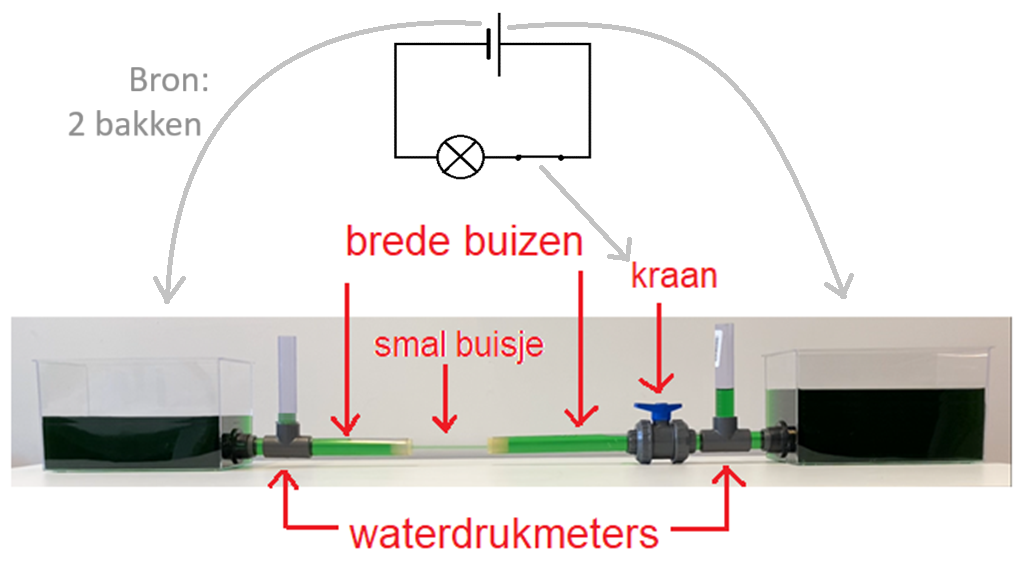 Bron:
2 bakken
brede buizen
kraan
smal buisje
waterdrukmeters